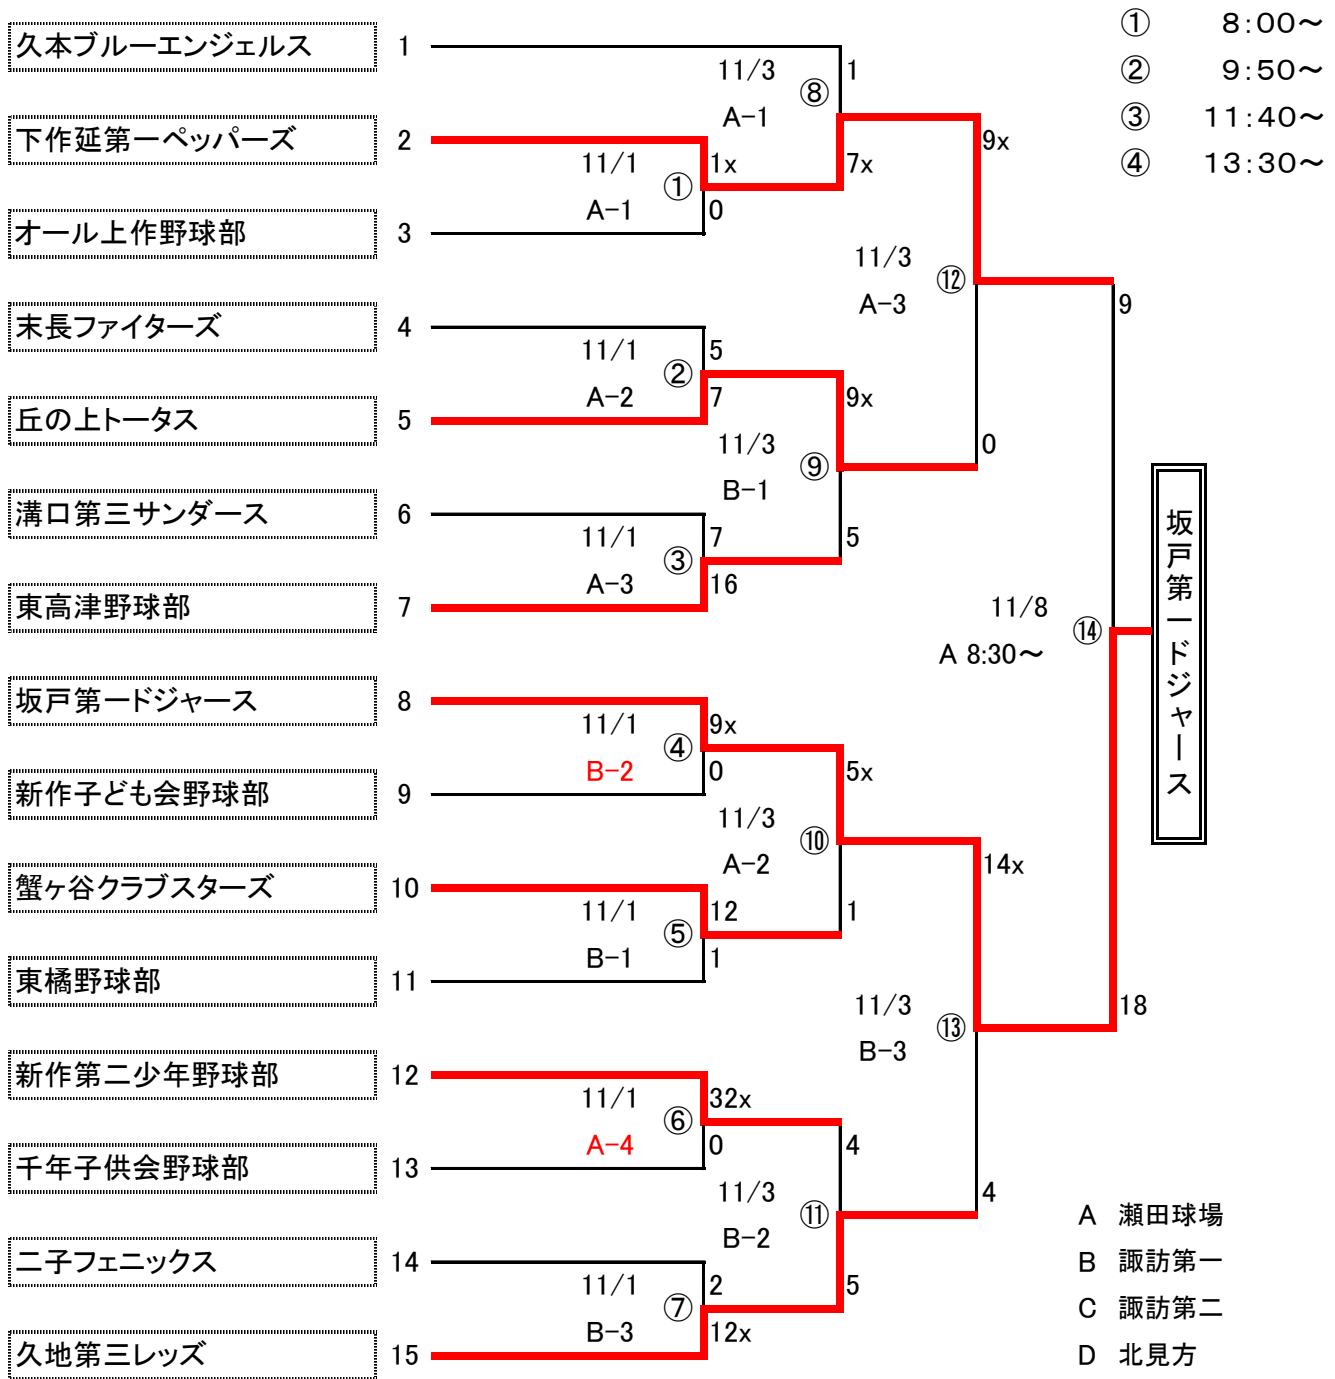 久本ブルーエンジェルス 1
① 8:00～
11/3 ⑧ 1
② 9:50～
A-1
③ 11:40～
下作延第一ペッパーズ 2
9x
11/1 ① 1x
7x
④ 13:30～
A-1 0
オール上作野球部 3
11/3 ⑫
A-3 9
末長ファイターズ 4
11/1 ② 5
A-2 7
9x
丘の上トータス 5
11/3 ⑨ 0
B-1
溝口第三サンダース 6
11/1 ③ 7
5
A-3 16
東高津野球部 7
11/8 ⑭
A 8:30～
坂戸第一ドジャース
坂戸第一ドジャース 8
11/1 ④ 9x
B-2 0
5x
新作子ども会野球部 9
11/3 ⑩
A-2 14x
蟹ヶ谷クラブスターズ 10
11/1 ⑤ 12
1
B-1 1
東橘野球部 11
11/3 ⑬ 18
B-3
新作第二少年野球部 12
11/1 ⑥ 32x
A-4 0
4
千年子供会野球部 13
11/3 ⑪ 4
B-2
A 瀬田球場
二子フェニックス 14
B 諏訪第一
11/1 ⑦ 2
5
C 諏訪第二
B-3 12x
久地第三レッズ 15
D 北見方